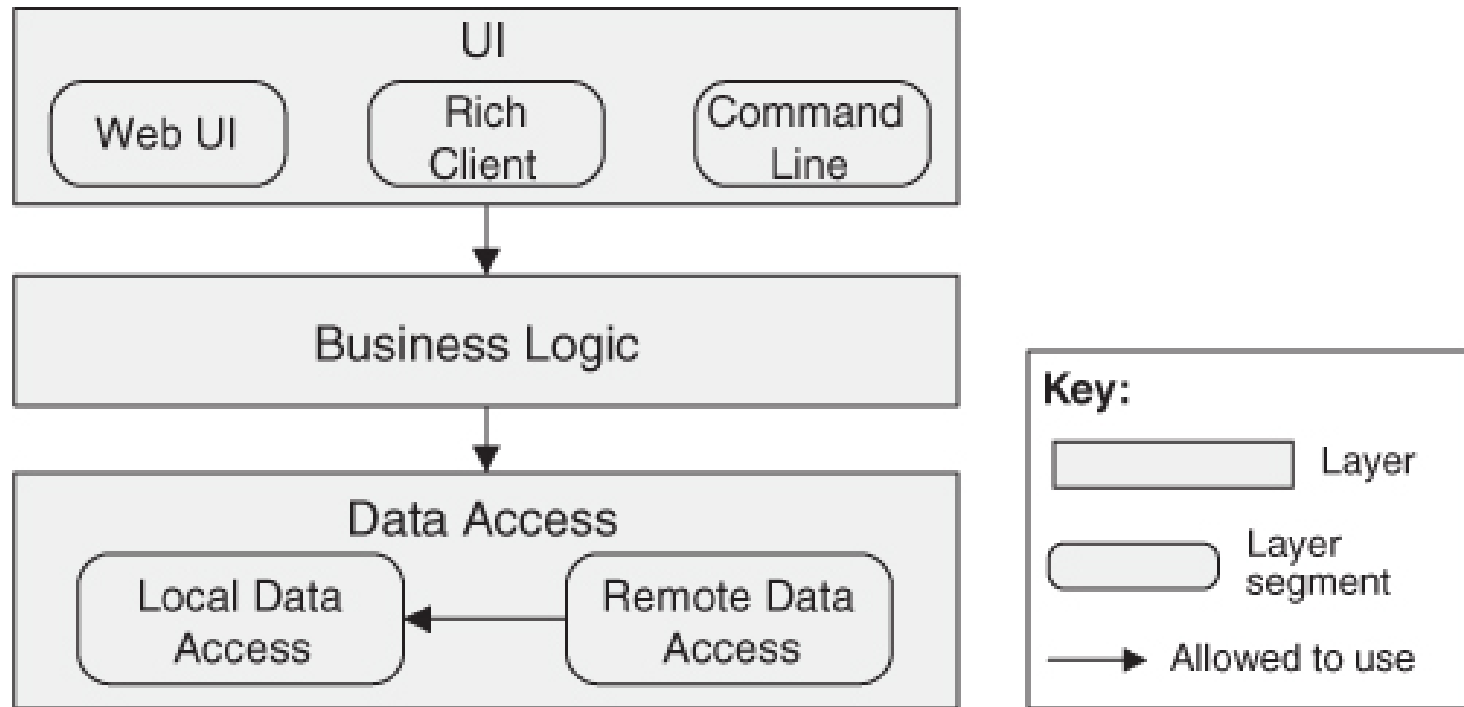 UI
Web UI
Rich
Client
Command
Line
Business Logic
Data Access
Local Data
Access
Remote Data
Access
Key:
Layer
Layer
segment
Allowed to use